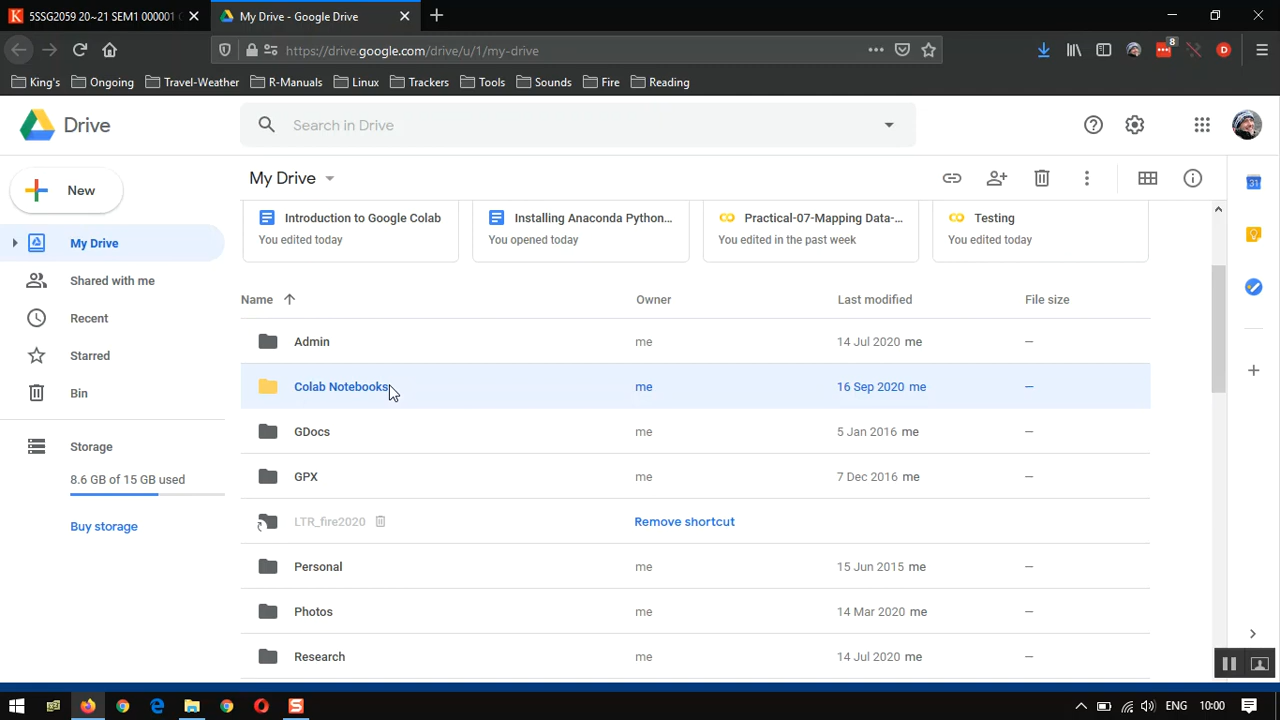 5SSG2059 20~21 SEM1 000001
My Drive - Google Drive
https://drive.google.com/drive/u/1/my-drive
8
D
King's
Ongoing
Travel-Weather
R-Manuals
Linux
Trackers
Tools
Sounds
Fire
Reading
Drive
Search in Drive
New
My Drive
Introduction to Google Colab
You edited today
Installing Anaconda Python...
You opened today
Practical-07-Mapping Data-...
You edited in the past week
Testing
You edited today
31
My Drive
Shared with me
Recent
Starred
Bin
Storage
8.6 GB of 15 GB used
Buy storage
Name Owner Last modified File size
Admin me 14 Jul 2020 me –
Colab Notebooks me 16 Sep 2020 me –
GDocs me 5 Jan 2016 me –
GPX me 7 Dec 2016 me –
LTR_fire2020 Remove shortcut
Personal me 15 Jun 2015 me –
Photos me 14 Mar 2020 me –
Research me 14 Jul 2020 me –
ENG 10:00